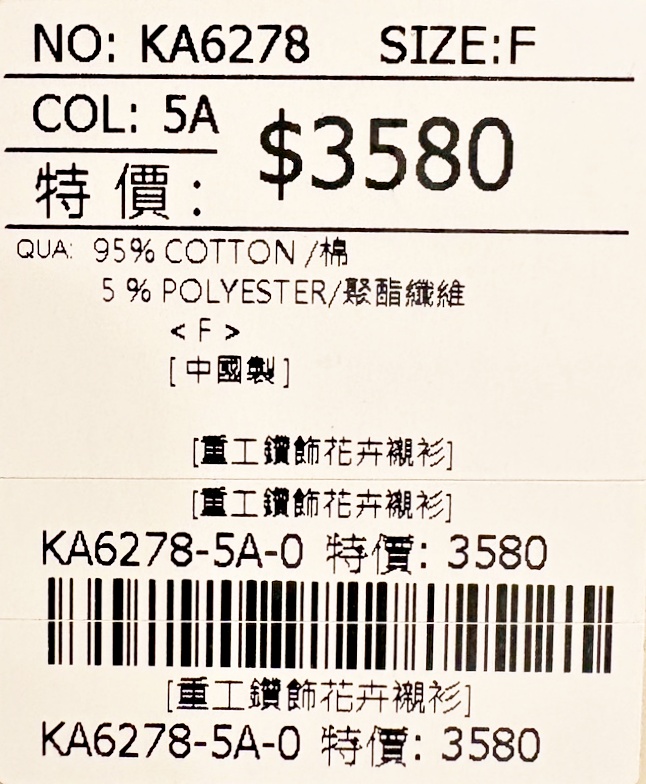 NO: KA6278 SIZE:F
COL: 5A
$3580
特價:
QUA: 95% COTTON /棉
5 % POLYESTER/聚酯纖維
< F >
[ 中國製 ]
[重工鑽飾花卉襯衫]
[重工鑽飾花卉襯衫]
KA6278-5A-0 特價: 3580
[重工鑽飾花卉襯衫]
KA6278-5A-0 特價: 3580